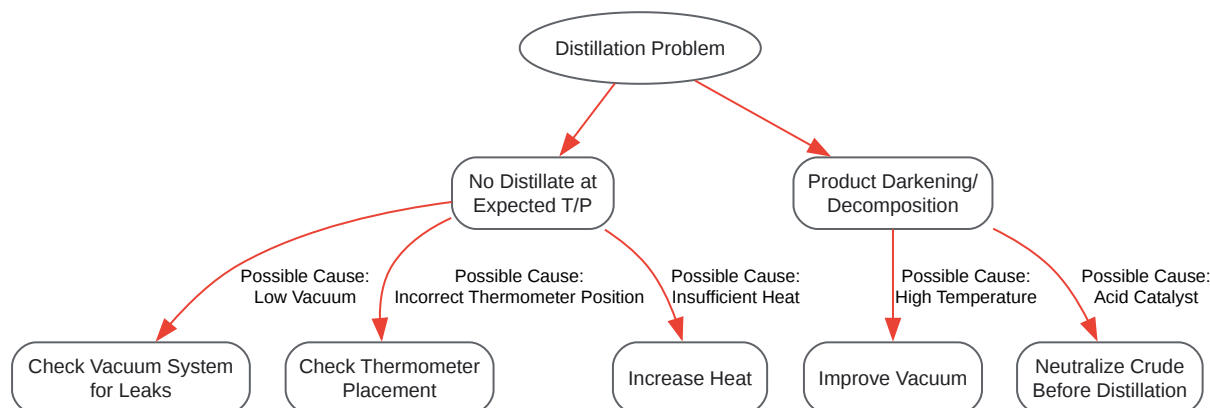 Distillation Problem
No Distillate at
Expected T/P
Product Darkening/
Decomposition
Possible Cause:
Low Vacuum
Possible Cause:
Incorrect Thermometer Position
Possible Cause:
Insufficient Heat
Possible Cause:
High Temperature
Possible Cause:
Acid Catalyst
Check Vacuum System
for Leaks
Check Thermometer
Placement
Increase Heat
Improve Vacuum
Neutralize Crude
Before Distillation